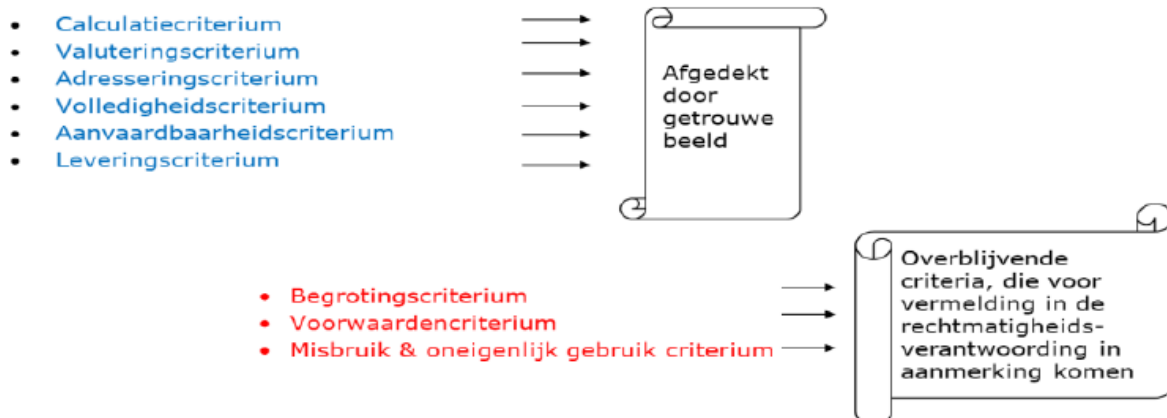 • Calculatiecriterium
• Valuteringscriterium
• Adresseringscriterium
• Volledigheidscriterium
• Aanvaardbaarheidscriterium
• Leveringscriterium
Afgedekt
door
getrouwe
beeld
• Begrotingscriterium
• Voorwaardencriterium
• Misbruik & oneigenlijk gebruik criterium
Overblijvende
criteria, die voor
vermelding in de
rechtmatigheids-
verantwoording in
aanmerking komen